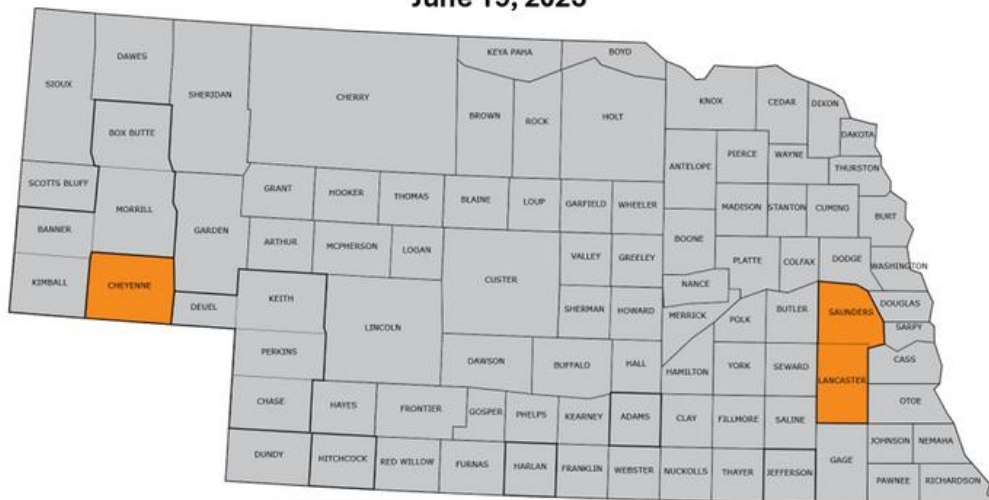 June
KEYA PAHA BOYD
DAWES
SIOUX SHERIDAN CHERRY KNOX CEDAR DIXON
BOX BUTTE BROWN ROCK HOLT DAKOTA
ANTELOPE PIERCE WAYNE THURSTON
SCOTTS BLUFF GRANT HOOKER THOMAS BLAINE LOUP GARFIELD WHEELER
MORRILL MADISON STANTON CUMING BURT
BANNER GARDEN ARTHUR MCPHERSON LOGAN BOONE
VALLEY GREELEY PLATTE COLFAX DODGE WASHINGTON
KIMBALL CHEYENNE CUSTER NANCE
DEUEL KEITH SHERMAN HOWARD MERRICK POLK BUTLER SAUNDERS DOUGLAS
LINCOLN SARPY
PERKINS DAWSON BUFFALO HALL HAMILTON YORK SEWARD CASS
LANCASTER
CHASE HAYES FRONTIER GOSPER PHELPS KEARNEY ADAMS CLAY FILLMORE SALINE OTOE
JOHNSON NEMAHA
DUNDY HITCHCOCK RED WILLOW FURNAS HARLAN FRANKLIN WEBSTER NUCKOLLS THAYER JEFFERSON GAGE
PAWNEE RICHARDSON